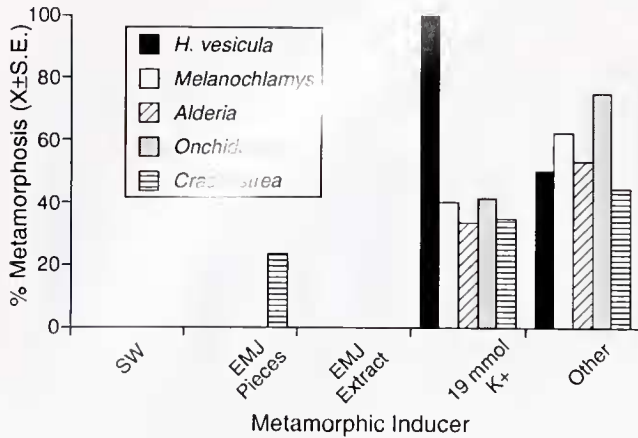 % Metamorphosis (X±S.E.)
100
80
60
40
20
0
H. vesicula
Melanochlamys
Alderia
SW
EMJ
Pieces
EMJ
Extract
19 mmol
K+
Other
Metamorphic Inducer